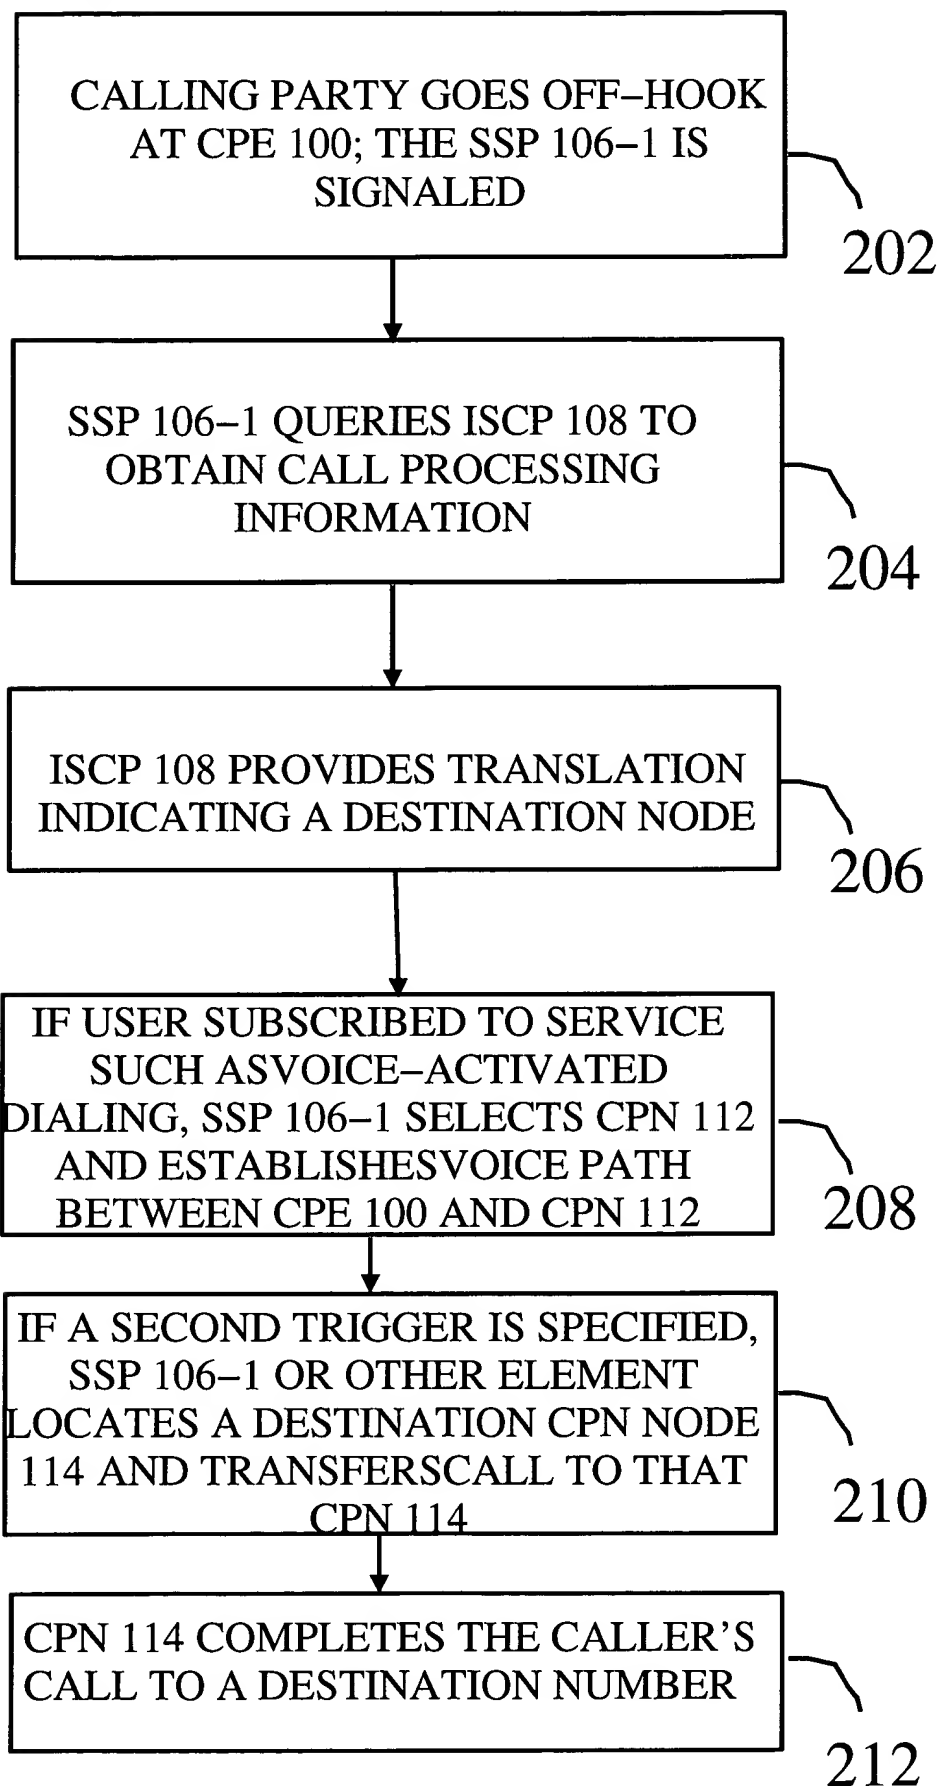 CALLING PARTY GOES OFF-HOOK
AT CPE 100; THE SSP 106-1 IS
SIGNALED
202
SSP 106-1 QUERIES ISCP 108 TO
OBTAIN CALL PROCESSING
INFORMATION
204
ISCP 108 PROVIDES TRANSLATION
INDICATING A DESTINATION NODE
206
IF USER SUBSCRIBED TO SERVICE
SUCH ASVOICE-ACTIVATED
DIALING, SSP 106-1 SELECTS CPN 112
AND ESTABLISHESVOICE PATH
BETWEEN CPE 100 AND CPN 112
208
IF A SECOND TRIGGER IS SPECIFIED,
SSP 106-1 OR OTHER ELEMENT
LOCATES A DESTINATION CPN NODE
114 AND TRANSFERSCALL TO THAT
CPN 114
210
CPN 114 COMPLETES THE CALLER'S
CALL TO A DESTINATION NUMBER
212